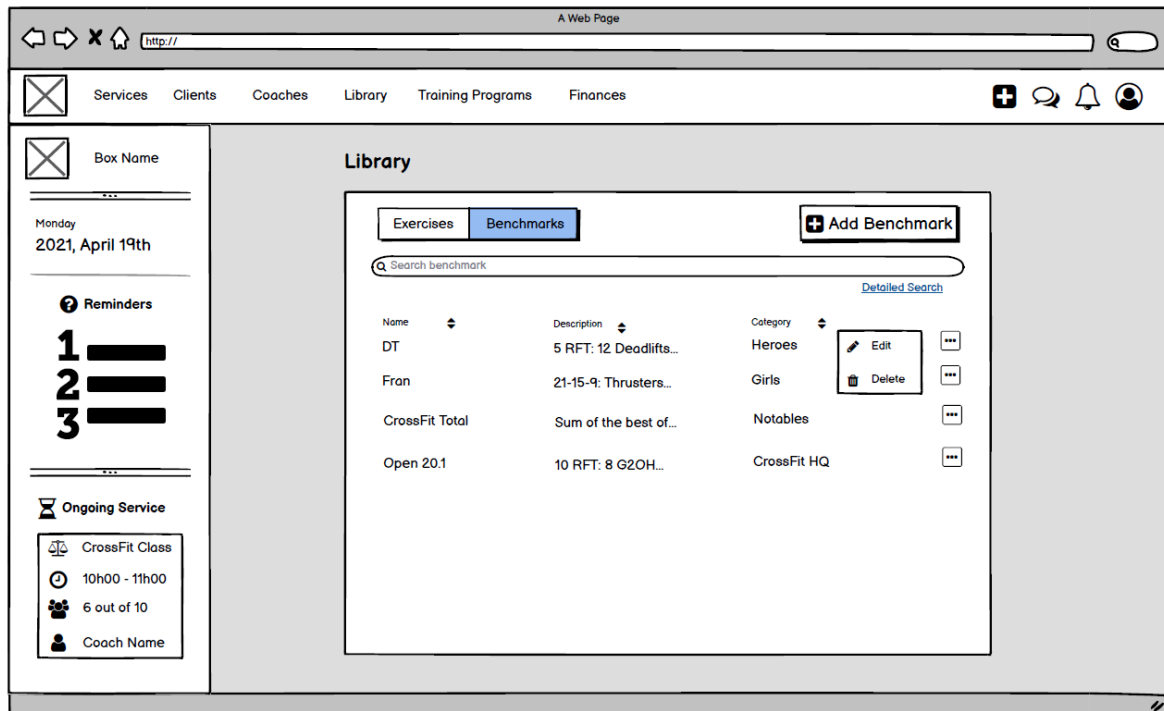 A Web Page
http://
Services Clients Coaches Library Training Programs Finances
Box Name
Monday
2021, April 19th
Reminders
1
2
3
Ongoing Service
CrossFit Class
10h00 - 11h00
6 out of 10
Coach Name
Library
Exercises Benchmarks
Add Benchmark
Search benchmark
Detailed Search
Name Description Category
DT 5 RFT: 12 Deadlifts... Heroes Edit
Fran 21-15-9: Thrusters... Girls Delete
CrossFit Total Sum of the best of... Notables
Open 20.1 10 RFT: 8 G2OH... CrossFit HQ